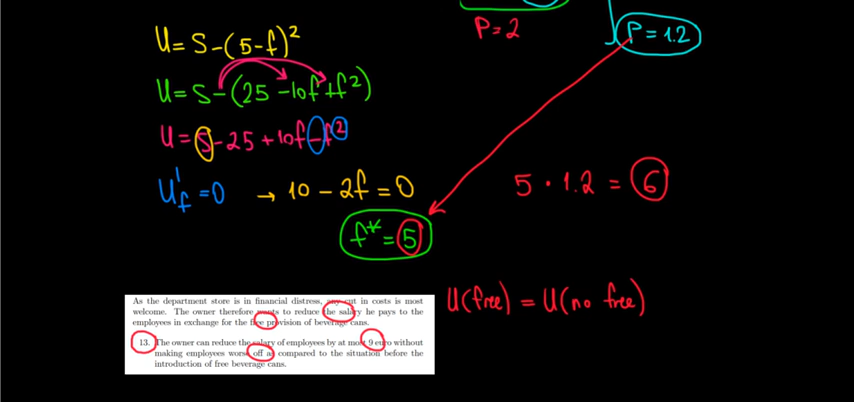 P = 2
P = 1.2
U = S - (5-f)²
U = S - (25 - 10f + f²)
U = S - 25 + 10f - f²
U'f = 0 → 10 - 2f = 0
5 · 1.2 = 6
f* = 5
U(free) = U(no free)
As the department store is in financial distress, any cut in costs is most
welcome. The owner therefore wants to reduce the salary he pays to the
employees in exchange for the free provision of beverage cans.
13. The owner can reduce the salary of employees by at most 9 euro without
making employees worse off as compared to the situation before the
introduction of free beverage cans.